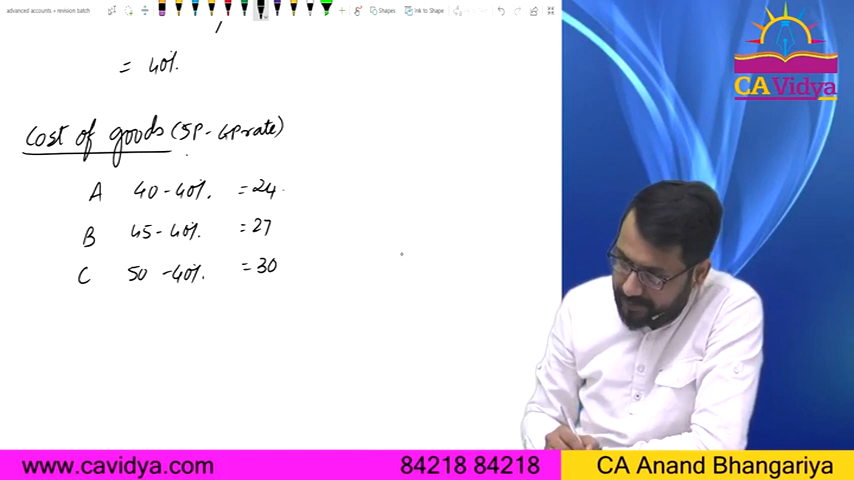 advanced accounts + revision batch
Shapes
Ink to Shape
= 40%.
Cost of goods (SP - GP rate)
A 40 - 40%. = 24
B 45 - 40%. = 27
C 50 - 40%. = 30
CA Vidya
www.cavidya.com
84218 84218
CA Anand Bhangariya